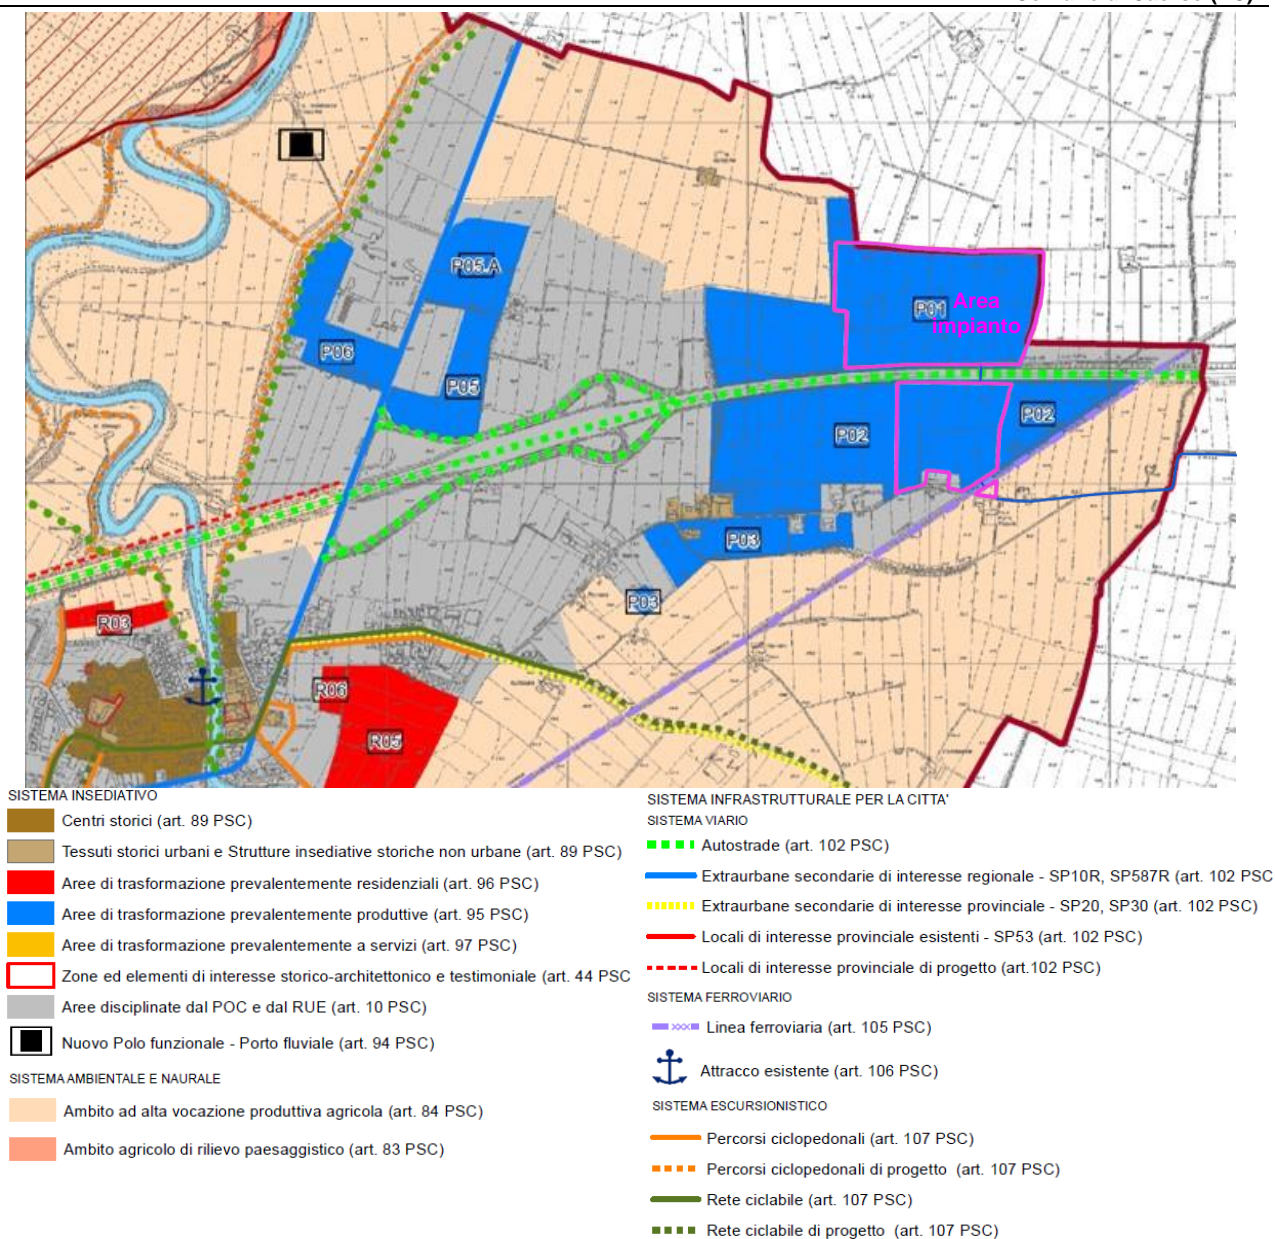 P05.A
P01
Area
impianto
P06
P05
P02
P02
P03
P03
R03
R06
R05
SISTEMA INSEDIATIVO
Centri storici (art. 89 PSC)
Tessuti storici urbani e Strutture insediative storiche non urbane (art. 89 PSC)
Aree di trasformazione prevalentemente residenziali (art. 96 PSC)
Aree di trasformazione prevalentemente produttive (art. 95 PSC)
Aree di trasformazione prevalentemente a servizi (art. 97 PSC)
Zone ed elementi di interesse storico-architettonico e testimoniale (art. 44 PSC
Aree disciplinate dal POC e dal RUE (art. 10 PSC)
Nuovo Polo funzionale - Porto fluviale (art. 94 PSC)
SISTEMA AMBIENTALE E NAURALE
Ambito ad alta vocazione produttiva agricola (art. 84 PSC)
Ambito agricolo di rilievo paesaggistico (art. 83 PSC)
SISTEMA INFRASTRUTTURALE PER LA CITTA'
SISTEMA VIARIO
Autostrade (art. 102 PSC)
Extraurbane secondarie di interesse regionale - SP10R, SP587R (art. 102 PSC
Extraurbane secondarie di interesse provinciale - SP20, SP30 (art. 102 PSC)
Locali di interesse provinciale esistenti - SP53 (art. 102 PSC)
Locali di interesse provinciale di progetto (art.102 PSC)
SISTEMA FERROVIARIO
Linea ferroviaria (art. 105 PSC)
Attracco esistente (art. 106 PSC)
SISTEMA ESCURSIONISTICO
Percorsi ciclopedonali (art. 107 PSC)
Percorsi ciclopedonali di progetto (art. 107 PSC)
Rete ciclabile (art. 107 PSC)
Rete ciclabile di progetto (art. 107 PSC)